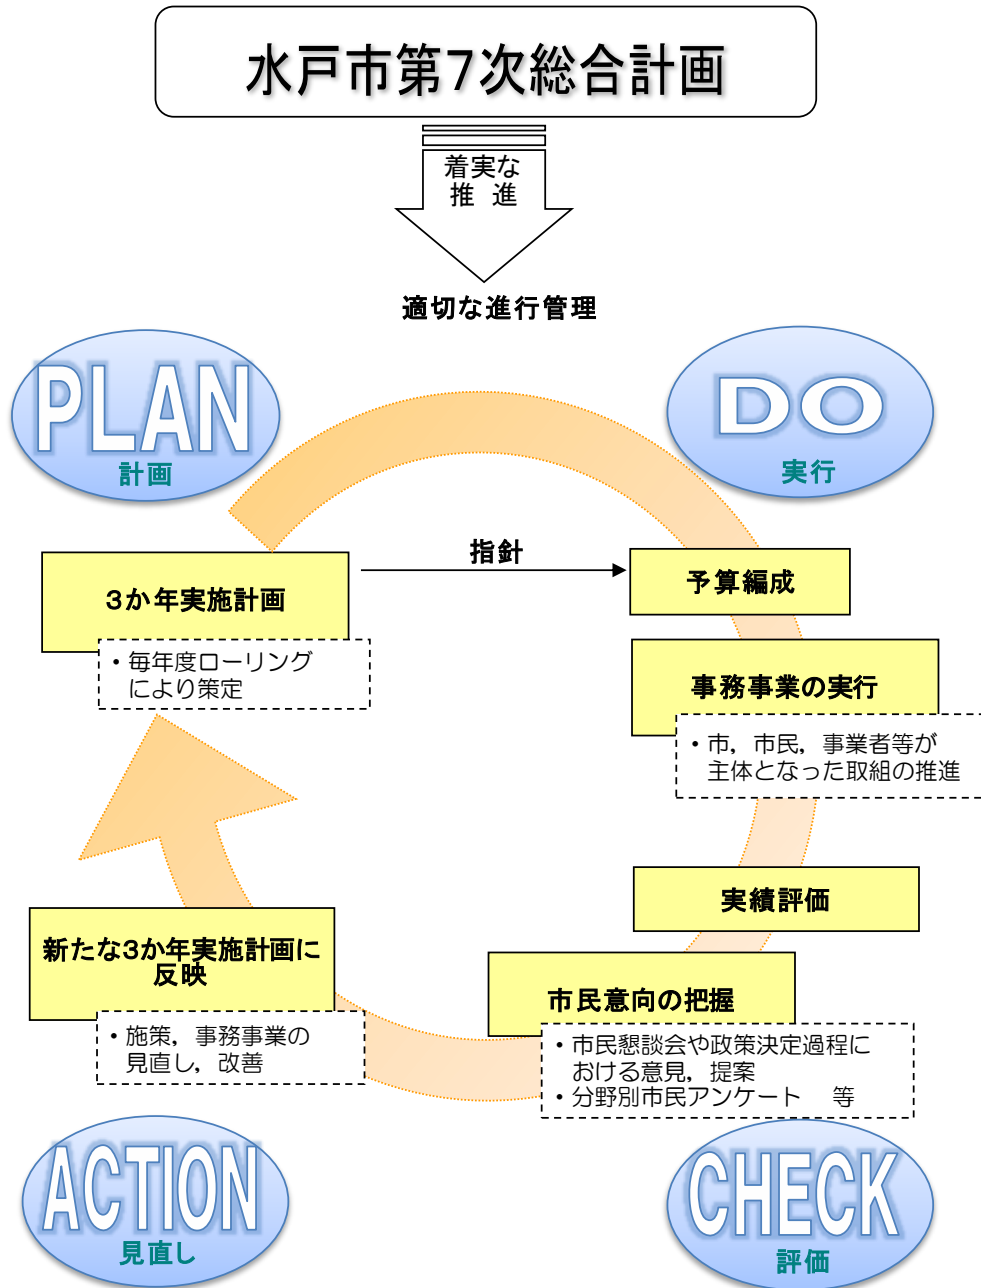 水戸市第７次総合計画
着実な
推 進
適切な進行管理
PLAN
計画
DO
実行
指針
３か年実施計画
・毎年度ローリング
により策定
予算編成
事務事業の実行
・市，市民，事業者等が
主体となった取組の推進
実績評価
市民意向の把握
・市民懇談会や政策決定過程に
おける意見，提案
・分野別市民アンケート　等
新たな３か年実施計画に
反映
・施策，事務事業の
見直し，改善
ACTION
見直し
CHECK
評価